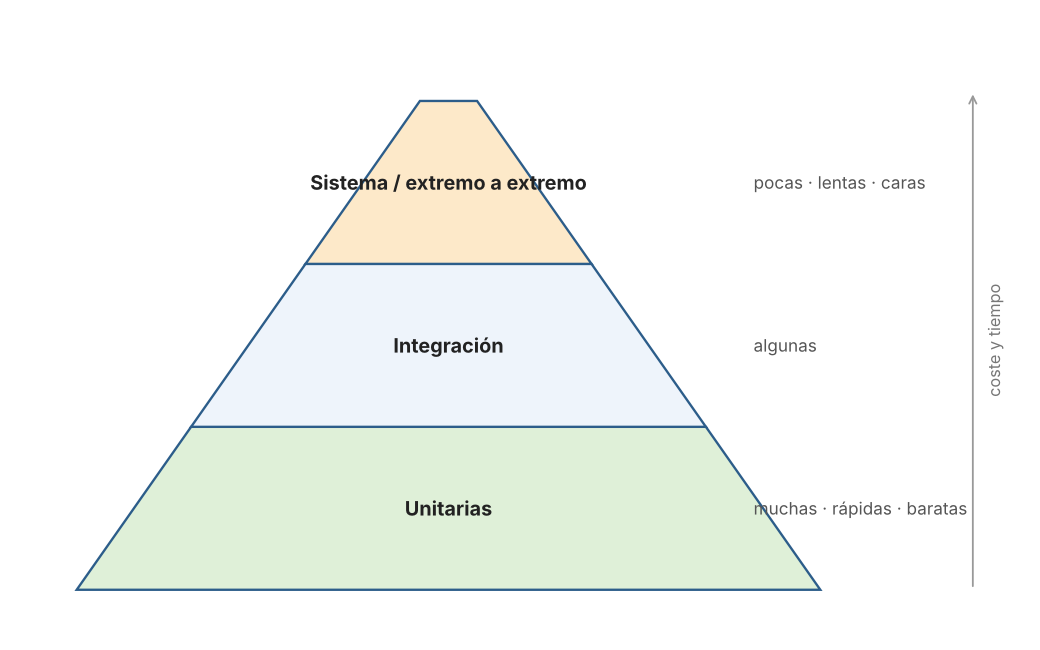 Sistema / extremo a extremo
pocas · lentas · caras
Integración
algunas
Unitarias
muchas · rápidas · baratas
coste y tiempo